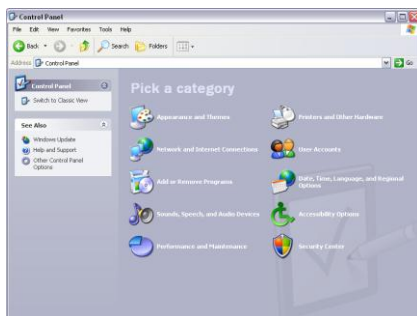 Control Panel
File Edit View Favorites Tools Help
Back Search Folders
Address Control Panel Go
Control Panel
Switch to Classic View
See Also
Windows Update
Help and Support
Other Control Panel
Options
Pick a category
Appearance and Themes
Printers and Other Hardware
Network and Internet Connections
User Accounts
Add or Remove Programs
Date, Time, Language, and Regional
Options
Sounds, Speech, and Audio Devices
Accessibility Options
Performance and Maintenance
Security Center